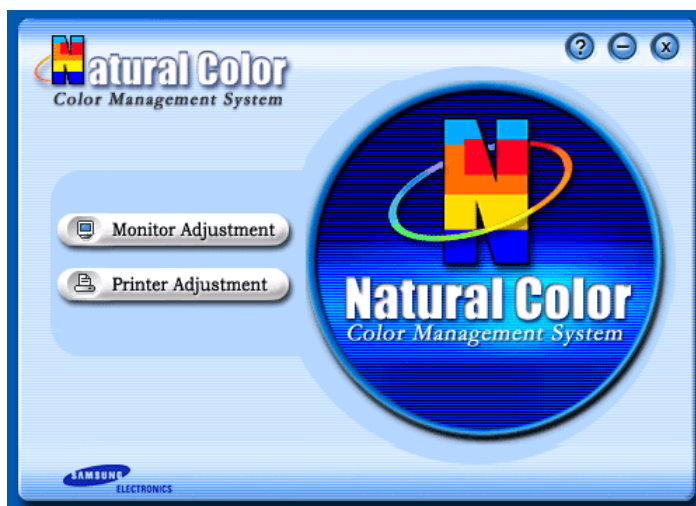 Natural Color
Color Management System
?
–
x
Monitor Adjustment
Printer Adjustment
N
Natural Color
Color Management System
SAMSUNG
ELECTRONICS